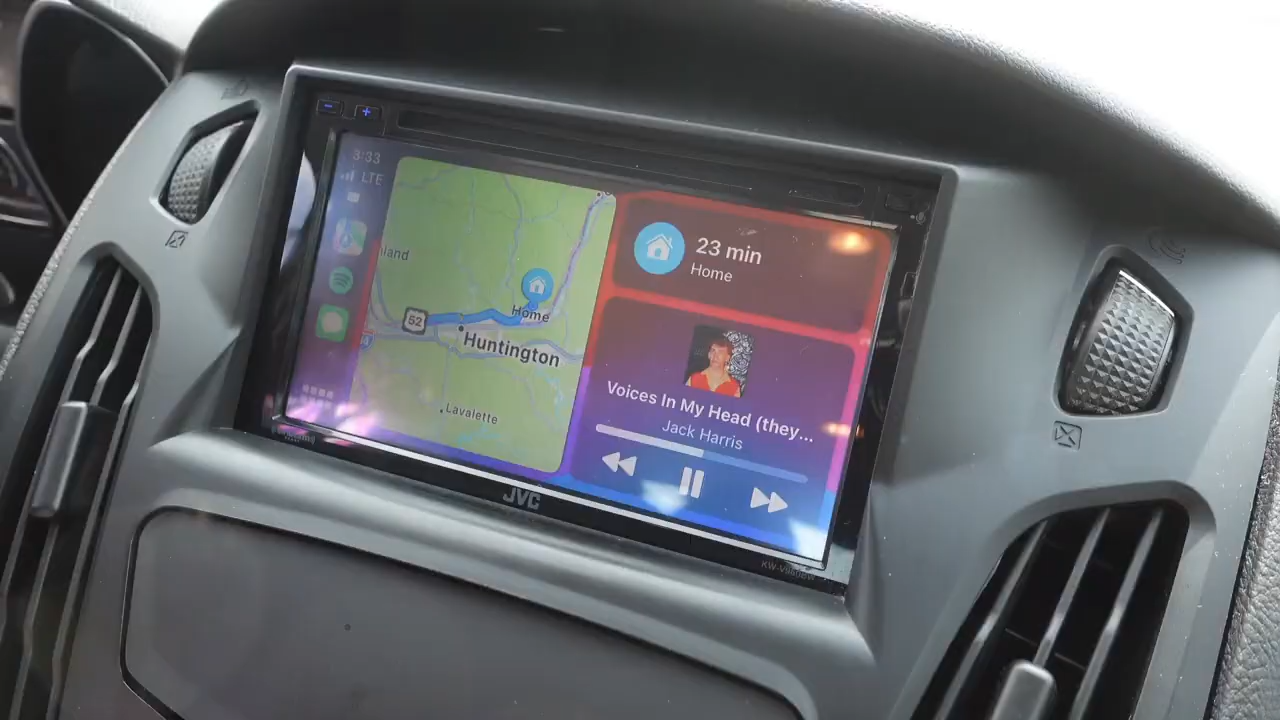 3:33
LTE
land
52
Home
Huntington
Lavalette
23 min
Home
Voices In My Head (they...
Jack Harris
JVC